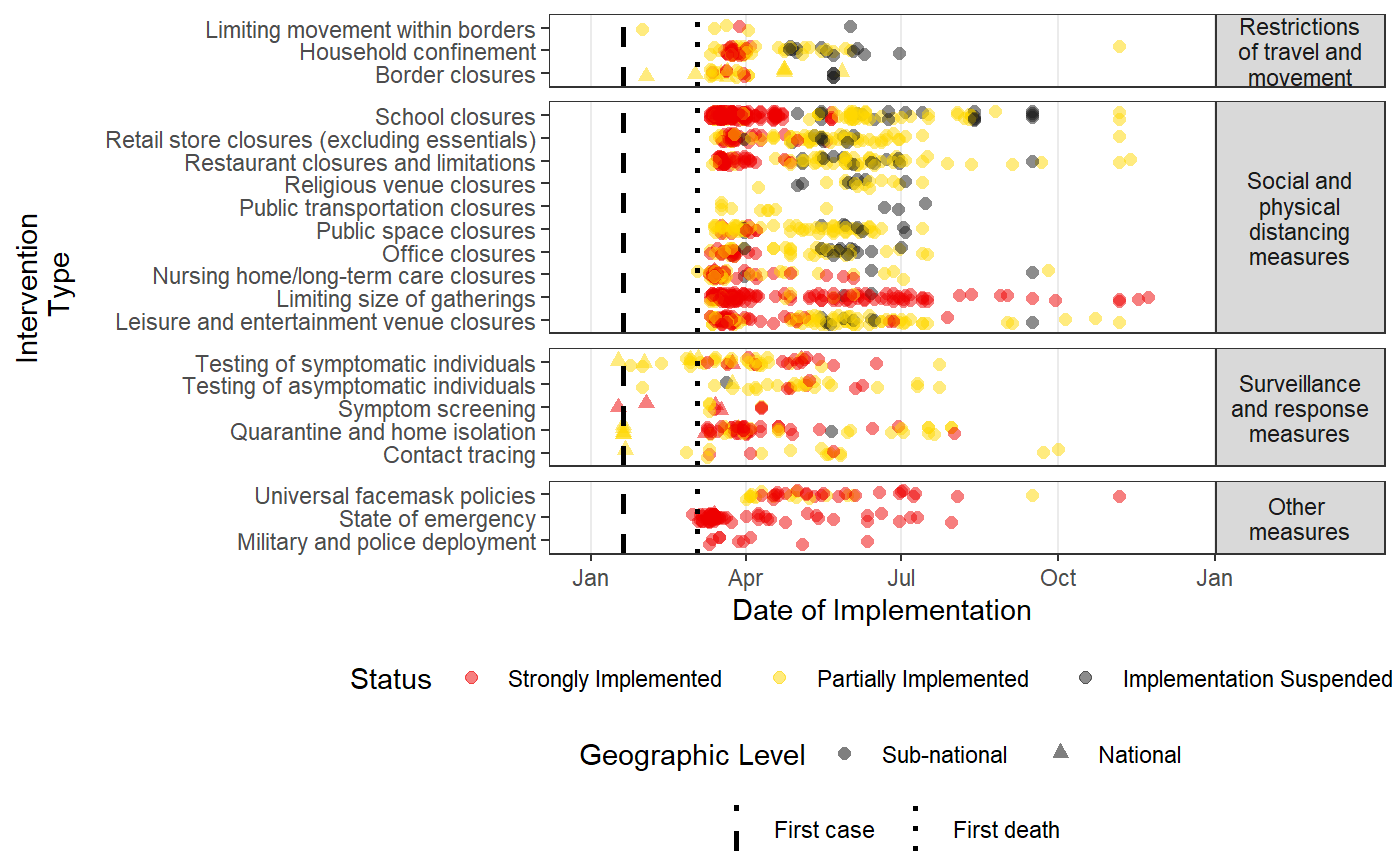 Intervention
Type
Limiting movement within borders
Household confinement
Border closures
Restrictions
of travel and
movement
School closures
Retail store closures (excluding essentials)
Restaurant closures and limitations
Religious venue closures
Public transportation closures
Public space closures
Office closures
Nursing home/long-term care closures
Limiting size of gatherings
Leisure and entertainment venue closures
Social and
physical
distancing
measures
Testing of symptomatic individuals
Testing of asymptomatic individuals
Symptom screening
Quarantine and home isolation
Contact tracing
Surveillance
and response
measures
Universal facemask policies
State of emergency
Military and police deployment
Other
measures
Jan Apr Jul Oct Jan
Date of Implementation
Status Strongly Implemented Partially Implemented Implementation Suspended
Geographic Level Sub-national National
First case First death